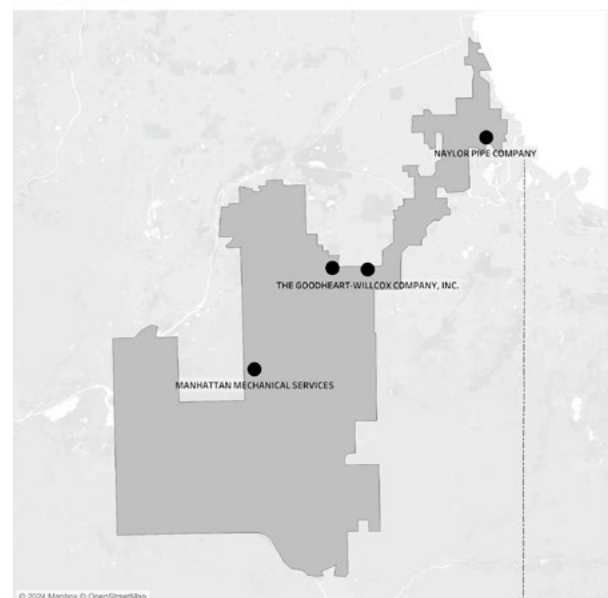 NAYLOR PIPE COMPANY
THE GOODHEART-WILLCOX COMPANY, INC.
MANHATTAN MECHANICAL SERVICES
© 2024 Mapbox © OpenStreetMap